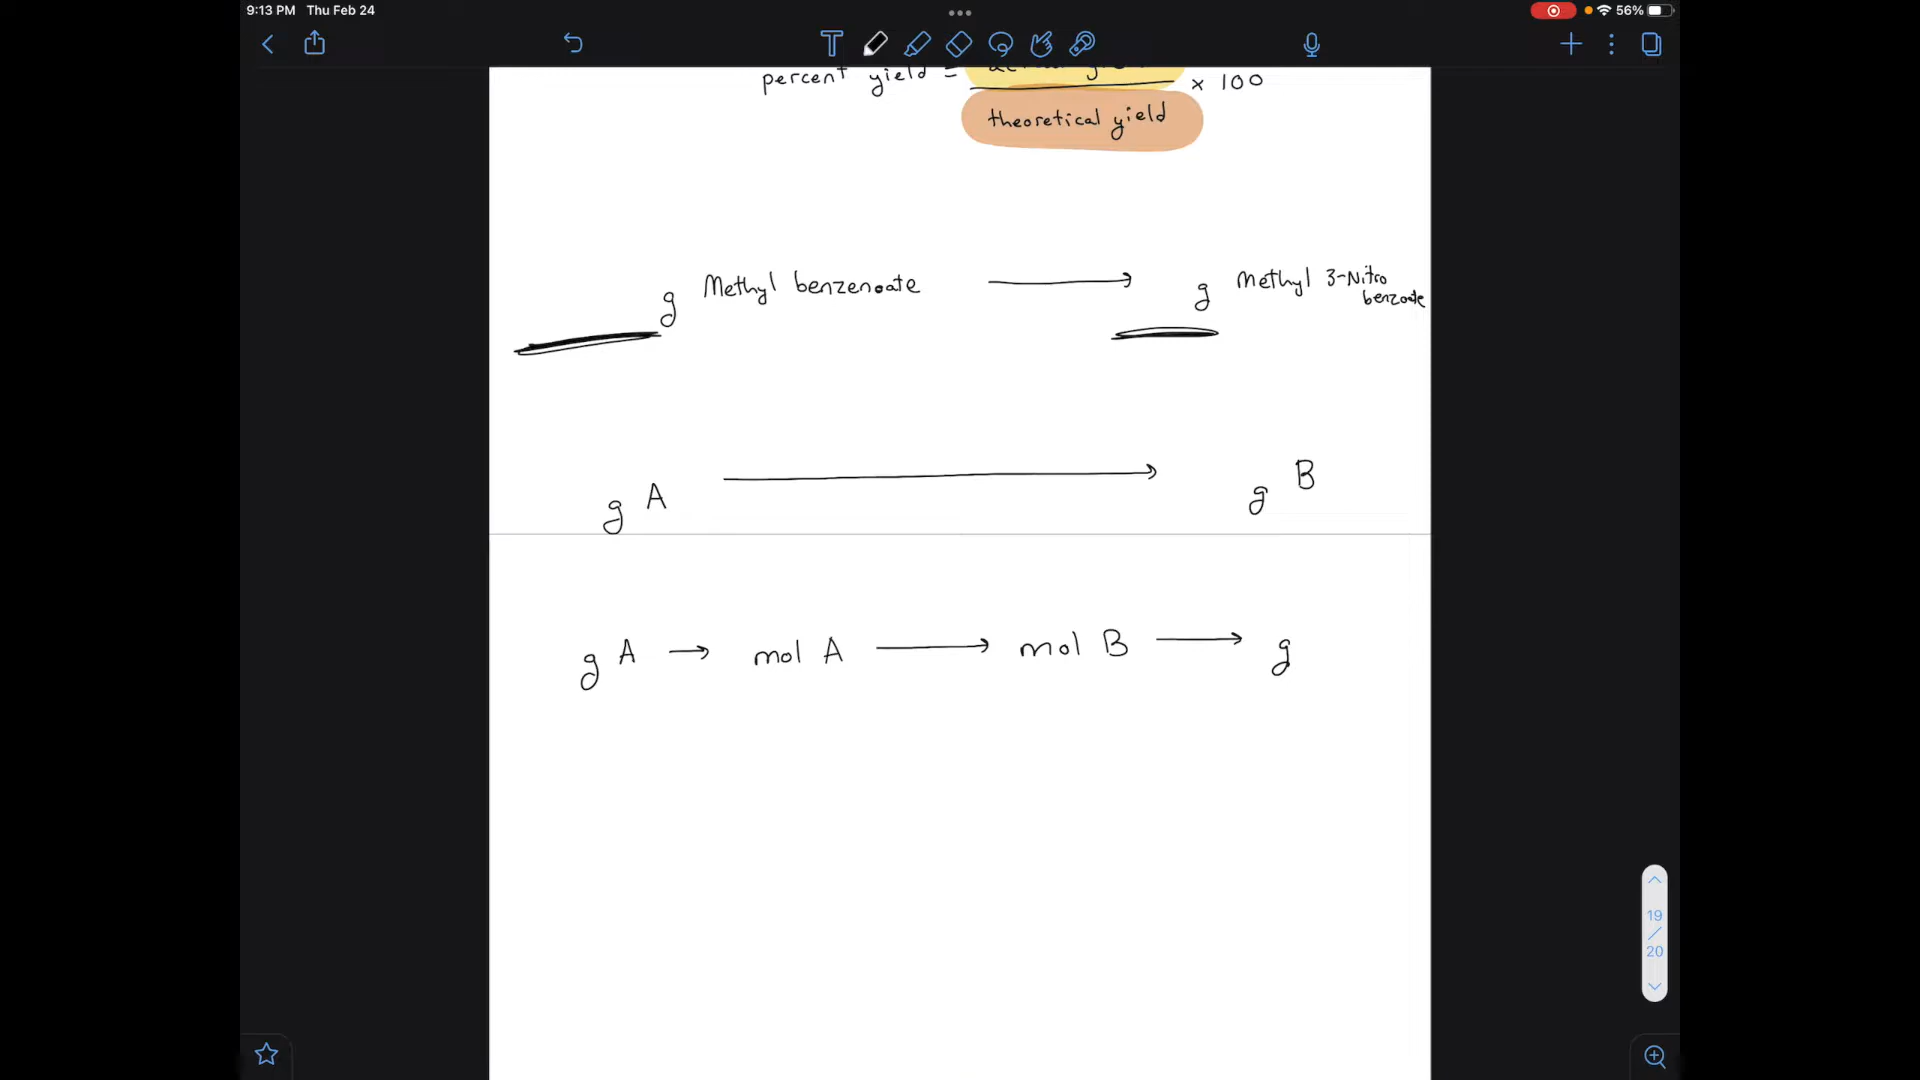 9:13 PM Thu Feb 24
56%
percent yield = x 100
theoretical yield
g Methyl benzenoate → g Methyl 3-Nitro
benzoate
g A → g B
g A → mol A → mol B → g
19
/
20